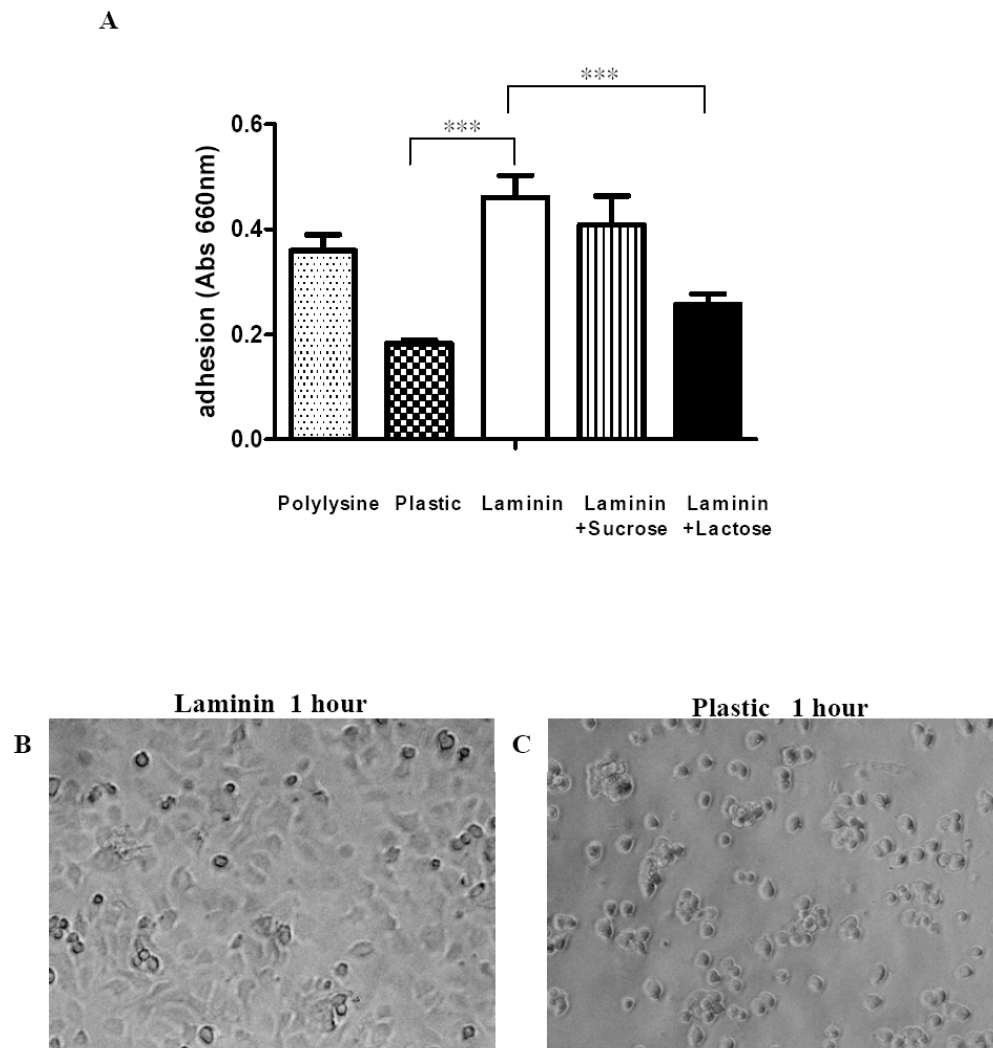 A
***
***
adhesion (Abs 660nm)
0.6
0.4
0.2
0.0
Polylysine Plastic Laminin Laminin Laminin
+Sucrose +Lactose
Laminin 1 hour
Plastic 1 hour
B
C